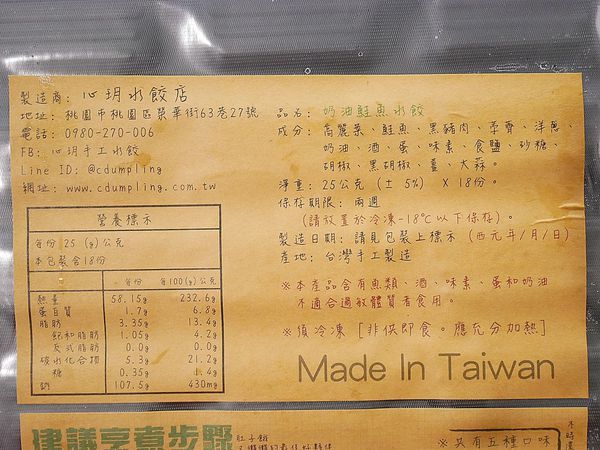 製造商: 心玥水餃店
地址: 桃園市桃園區榮華街63巷27號
電話: 0980-270-006
FB: 心玥手工水餃
Line ID: @cdumpling
網址: www.cdumpling.com.tw
營養標示
每份 25 (g) 公克
本包裝含18份
每份 每100(g)公克
熱量 58.15g 232.6g
蛋白質 1.7g 6.8g
脂肪 3.35g 13.4g
飽和脂肪 1.05g 4.2g
反式脂肪 0.0g 0.0g
碳水化合物 5.3g 21.2g
糖 0.35g 1.4g
鈉 107.5g 430mg
品名: 奶油鮭魚水餃
成分: 高麗菜、鮭魚、黑豬肉、荸薺、洋蔥、
奶油、酒、蛋、味素、食鹽、砂糖、
胡椒、黑胡椒、薑、大蒜。
淨重: 25公克 (± 5%) X 18份。
保存期限: 兩週
(請放置於冷凍-18℃以下保存)。
製造日期: 請見包裝上標示 (西元年/月/日)
產地: 台灣手工製造
※本產品含有魚類、酒、味素、蛋和奶油
不適合過敏體質者食用。
※須冷凍 [非供即食。應充分加熱]
Made In Taiwan
建議烹煮步驟
※共有五種口味